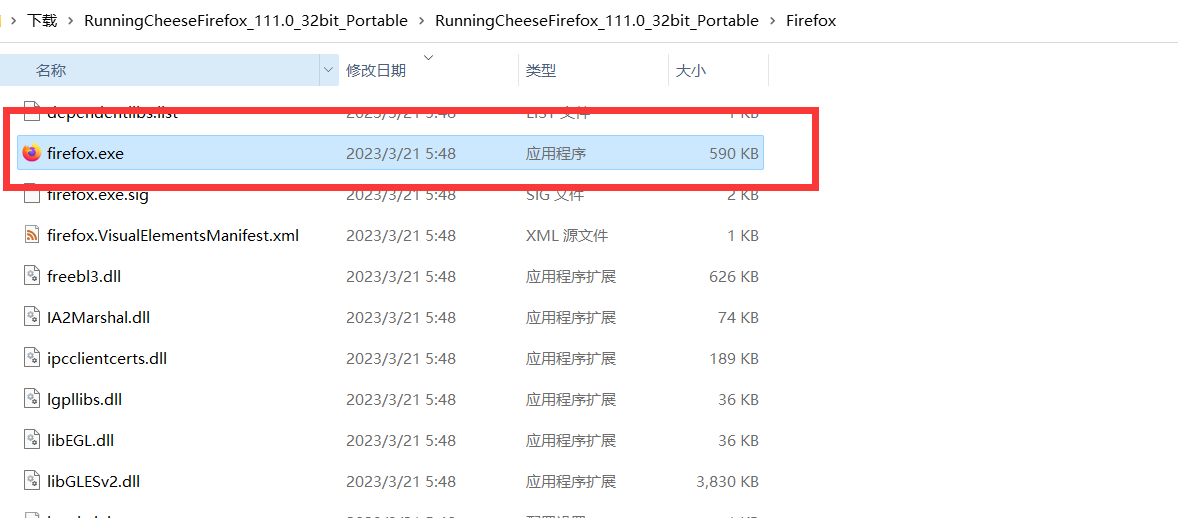 下载 › RunningCheeseFirefox_111.0_32bit_Portable › RunningCheeseFirefox_111.0_32bit_Portable › Firefox
名称 修改日期 类型 大小
dependentlibs.list 2023/3/21 5:48 LIST 文件 1 KB
firefox.exe 2023/3/21 5:48 应用程序 590 KB
firefox.exe.sig 2023/3/21 5:48 SIG 文件 2 KB
firefox.VisualElementsManifest.xml 2023/3/21 5:48 XML 源文件 1 KB
freebl3.dll 2023/3/21 5:48 应用程序扩展 626 KB
IA2Marshal.dll 2023/3/21 5:48 应用程序扩展 74 KB
ipcclientcerts.dll 2023/3/21 5:48 应用程序扩展 189 KB
lgpllibs.dll 2023/3/21 5:48 应用程序扩展 36 KB
libEGL.dll 2023/3/21 5:48 应用程序扩展 36 KB
libGLESv2.dll 2023/3/21 5:48 应用程序扩展 3,830 KB